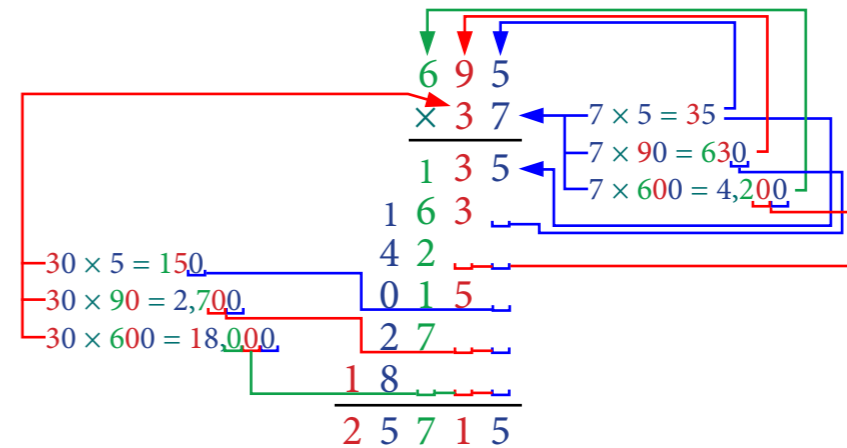 6 9 5
× 3 7
1 3 5
1 6 3
4 2
0 1 5
2 7
1 8
2 5 7 1 5
7 × 5 = 35
7 × 90 = 630
7 × 600 = 4,200
30 × 5 = 150
30 × 90 = 2,700
30 × 600 = 18,000